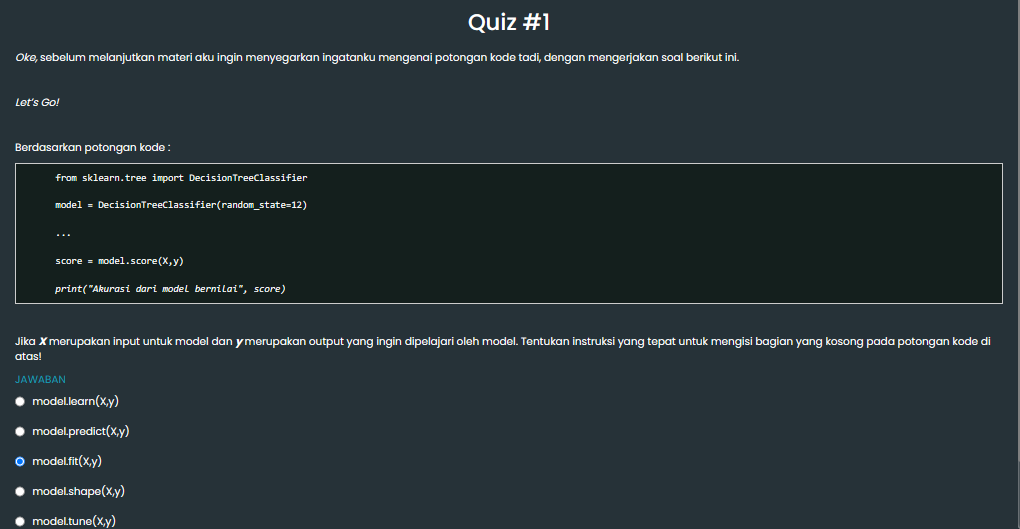 Quiz #1
Oke, sebelum melanjutkan materi aku ingin menyegarkan ingatanku mengenai potongan kode tadi, dengan mengerjakan soal berikut ini.
Let's Go!
Berdasarkan potongan kode :
from sklearn.tree import DecisionTreeClassifier
model = DecisionTreeClassifier(random_state=12)
...
score = model.score(X,y)
print("Akurasi dari model bernilai", score)
Jika X merupakan input untuk model dan y merupakan output yang ingin dipelajari oleh model. Tentukan instruksi yang tepat untuk mengisi bagian yang kosong pada potongan kode di
atas!
JAWABAN
model.learn(X,y)
model.predict(X,y)
model.fit(X,y)
model.shape(X,y)
model.tune(X,y)